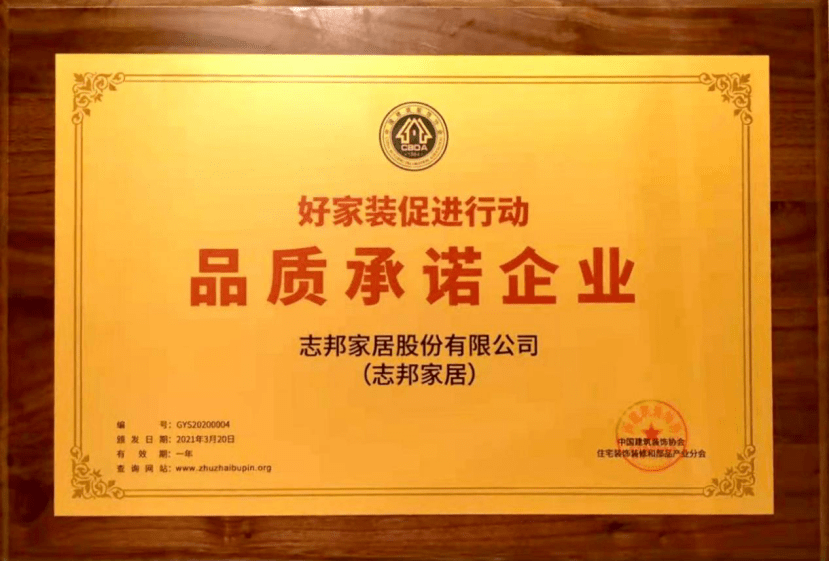 CBDA
好家装促进行动
品质承诺企业
志邦家居股份有限公司
(志邦家居)
编号：GYS20200004
颁发日期：2021年3月20日
有效期：一年
查询网站：www.zhuzhaibupin.org
中国建筑装饰协会
住宅装饰装修和部品产业分会